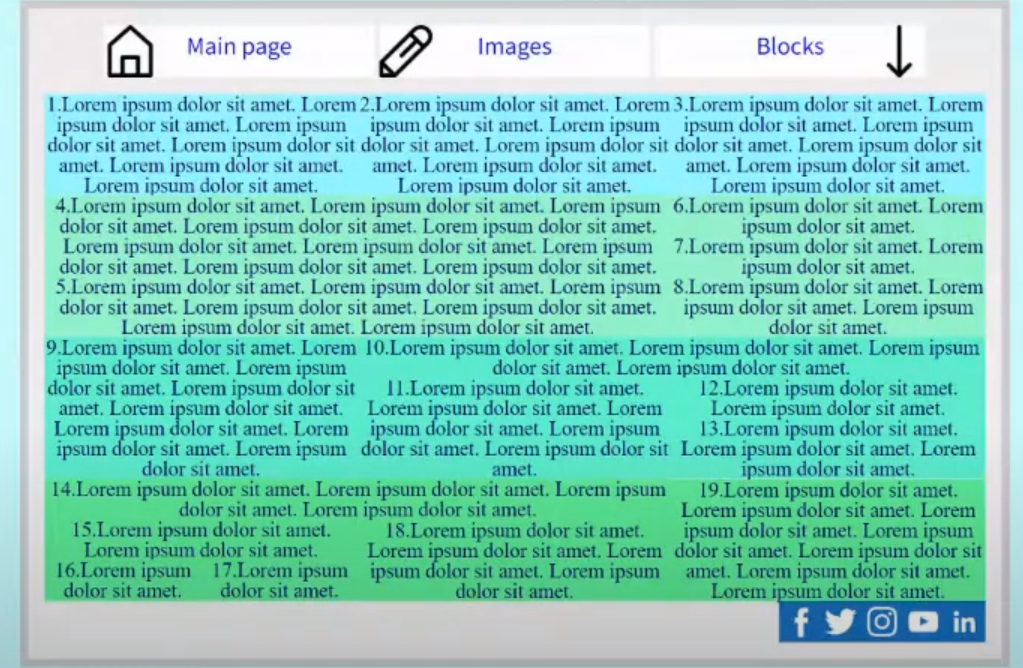 Main page
Images
Blocks
1.Lorem ipsum dolor sit amet. Lorem
ipsum dolor sit amet. Lorem ipsum
dolor sit amet. Lorem ipsum dolor sit
amet. Lorem ipsum dolor sit amet.
Lorem ipsum dolor sit amet.
2.Lorem ipsum dolor sit amet. Lorem
ipsum dolor sit amet. Lorem ipsum
dolor sit amet. Lorem ipsum dolor sit
amet. Lorem ipsum dolor sit amet.
Lorem ipsum dolor sit amet.
3.Lorem ipsum dolor sit amet. Lorem
ipsum dolor sit amet. Lorem ipsum
dolor sit amet. Lorem ipsum dolor sit
amet. Lorem ipsum dolor sit amet.
Lorem ipsum dolor sit amet.
4.Lorem ipsum dolor sit amet. Lorem ipsum dolor sit amet. Lorem ipsum
dolor sit amet. Lorem ipsum dolor sit amet. Lorem ipsum dolor sit amet.
Lorem ipsum dolor sit amet. Lorem ipsum dolor sit amet. Lorem ipsum
dolor sit amet. Lorem ipsum dolor sit amet. Lorem ipsum dolor sit amet.
5.Lorem ipsum dolor sit amet. Lorem ipsum dolor sit amet. Lorem ipsum
dolor sit amet. Lorem ipsum dolor sit amet. Lorem ipsum dolor sit amet.
Lorem ipsum dolor sit amet. Lorem ipsum dolor sit amet.
6.Lorem ipsum dolor sit amet. Lorem
ipsum dolor sit amet.
7.Lorem ipsum dolor sit amet. Lorem
ipsum dolor sit amet.
8.Lorem ipsum dolor sit amet. Lorem
ipsum dolor sit amet. Lorem ipsum
dolor sit amet.
9.Lorem ipsum dolor sit amet. Lorem
ipsum dolor sit amet. Lorem ipsum
dolor sit amet. Lorem ipsum dolor sit
amet. Lorem ipsum dolor sit amet.
Lorem ipsum dolor sit amet. Lorem
ipsum dolor sit amet. Lorem ipsum
dolor sit amet.
10.Lorem ipsum dolor sit amet. Lorem ipsum dolor sit amet. Lorem ipsum
dolor sit amet. Lorem ipsum dolor sit amet.
11.Lorem ipsum dolor sit amet.
Lorem ipsum dolor sit amet. Lorem
ipsum dolor sit amet. Lorem ipsum
dolor sit amet. Lorem ipsum dolor sit
amet.
12.Lorem ipsum dolor sit amet.
Lorem ipsum dolor sit amet.
13.Lorem ipsum dolor sit amet.
Lorem ipsum dolor sit amet. Lorem
ipsum dolor sit amet.
14.Lorem ipsum dolor sit amet. Lorem ipsum dolor sit amet. Lorem ipsum
dolor sit amet. Lorem ipsum dolor sit amet.
15.Lorem ipsum dolor sit amet.
Lorem ipsum dolor sit amet.
16.Lorem ipsum
dolor sit amet.
17.Lorem ipsum
dolor sit amet.
18.Lorem ipsum dolor sit amet.
Lorem ipsum dolor sit amet. Lorem
ipsum dolor sit amet. Lorem ipsum
dolor sit amet.
19.Lorem ipsum dolor sit amet.
Lorem ipsum dolor sit amet. Lorem
ipsum dolor sit amet. Lorem ipsum
dolor sit amet. Lorem ipsum dolor sit
amet. Lorem ipsum dolor sit amet.
Lorem ipsum dolor sit amet.